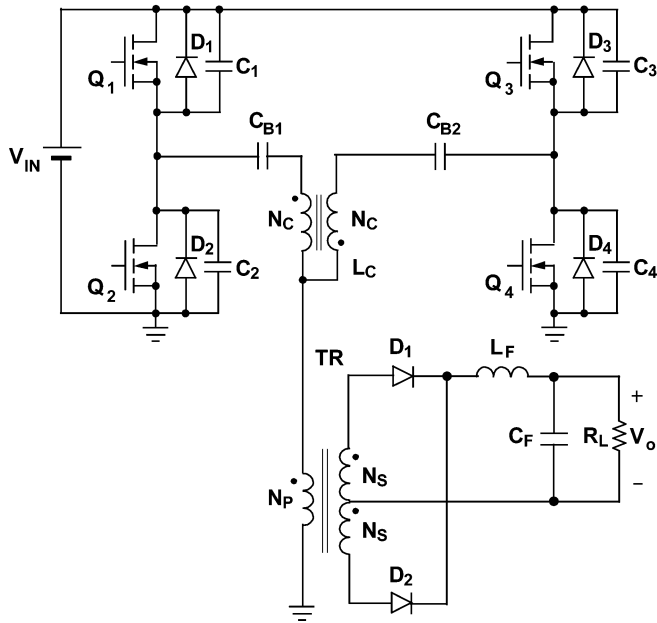 D1
C1
Q1
D3
C3
Q3
CB1
CB2
VIN
NC
NC
LC
D2
C2
Q2
D4
C4
Q4
TR
D1
LF
+
CF
RL
Vo
−
NP
NS
NS
D2